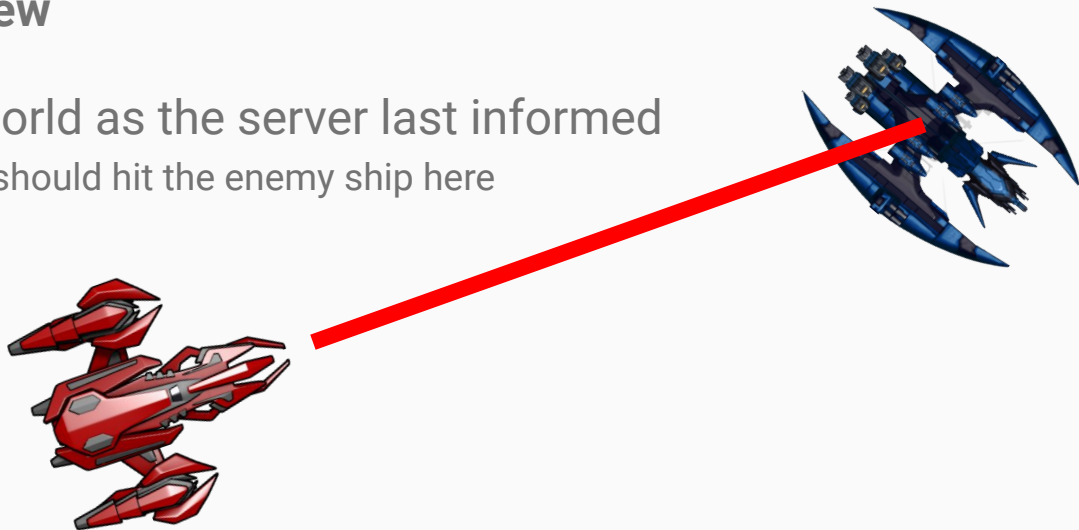 ew
orld as the server last informed
should hit the enemy ship here